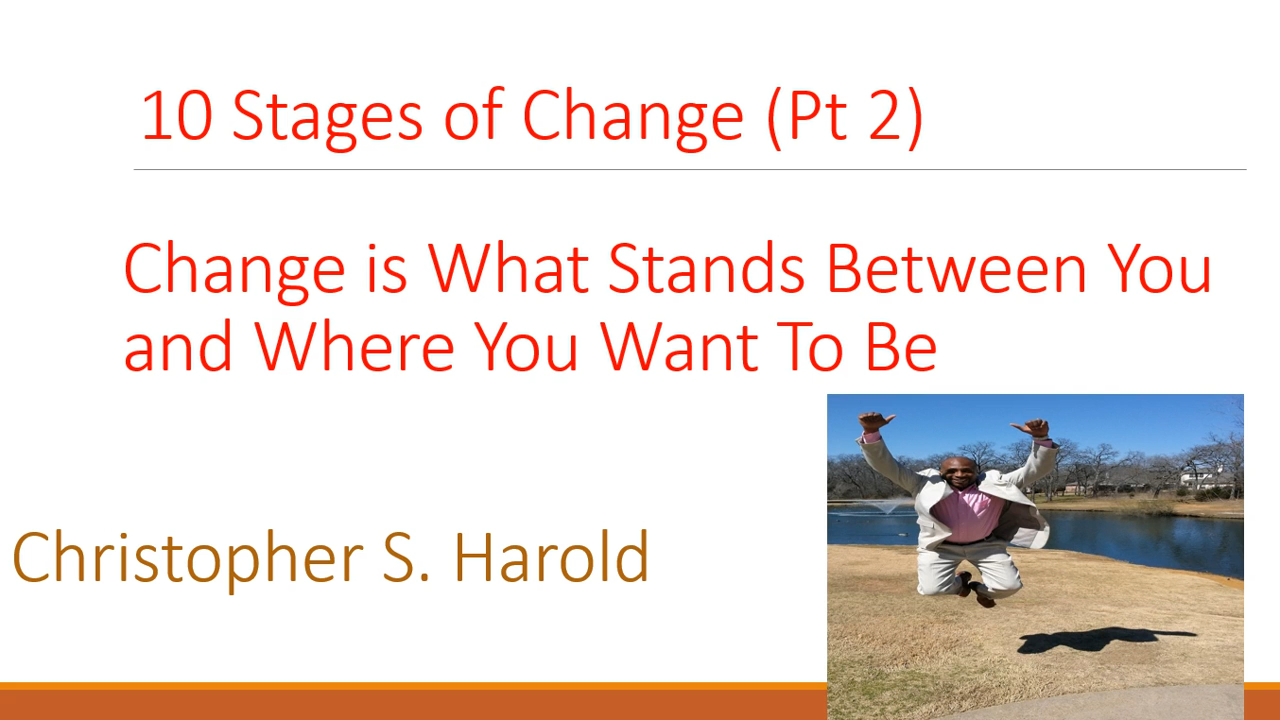 10 Stages of Change (Pt 2)
Change is What Stands Between You
and Where You Want To Be
Christopher S. Harold